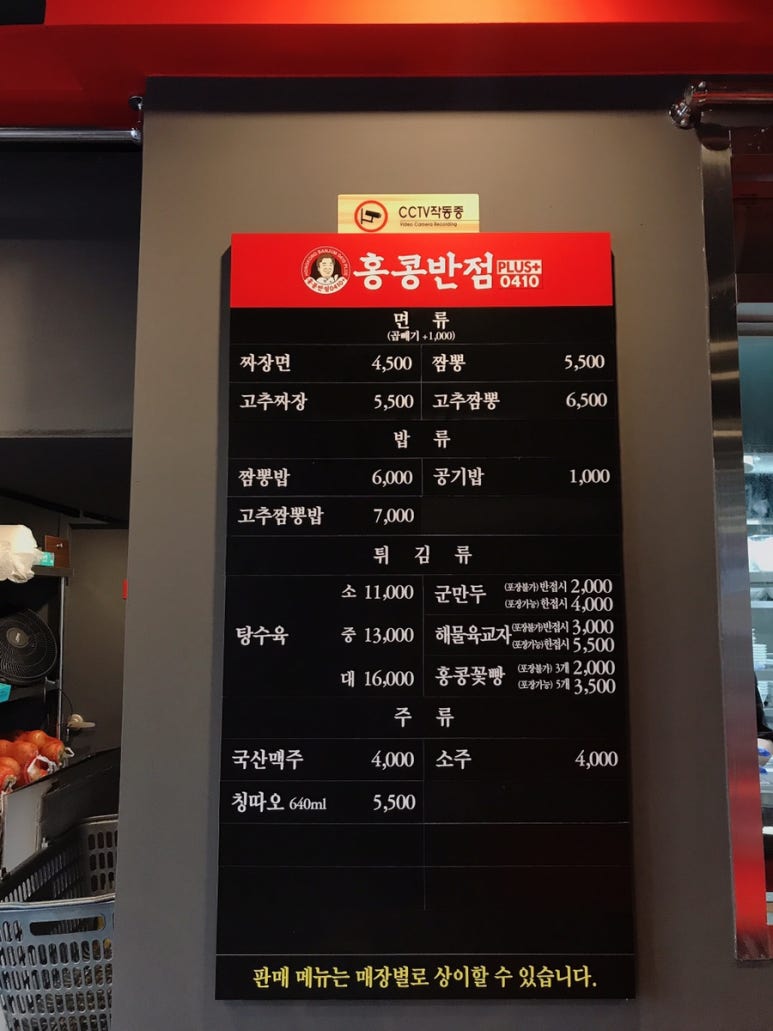 CCTV작동중
Video Camera Recording
홍콩반점 PLUS+ 0410
면 류
(곱빼기 +1,000)
짜장면 4,500 짬뽕 5,500
고추짜장 5,500 고추짬뽕 6,500
밥 류
짬뽕밥 6,000 공기밥 1,000
고추짬뽕밥 7,000
튀 김 류
탕수육
소 11,000
中 13,000
대 16,000
군만두 (포장불가) 반접시 2,000
(포장가능) 한접시 4,000
해물육교자 (포장불가) 반접시 3,000
(포장가능) 한접시 5,500
홍콩꽃빵 (포장불가) 3개 2,000
(포장가능) 5개 3,500
주 류
국산맥주 4,000 소주 4,000
칭따오 640ml 5,500
판매 메뉴는 매장별로 상이할 수 있습니다.